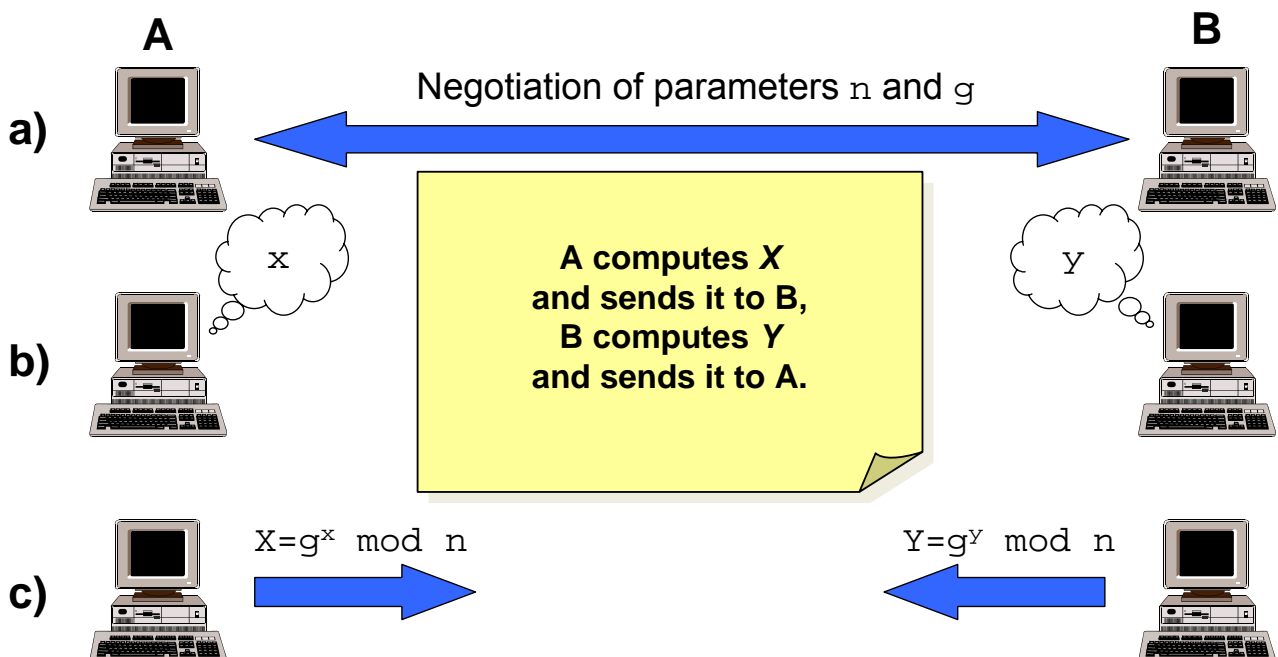 A
B
Negotiation of parameters n and g
a)
x
y
A computes X
and sends it to B,
B computes Y
and sends it to A.
b)
X=gˣ mod n
Y=gʸ mod n
c)